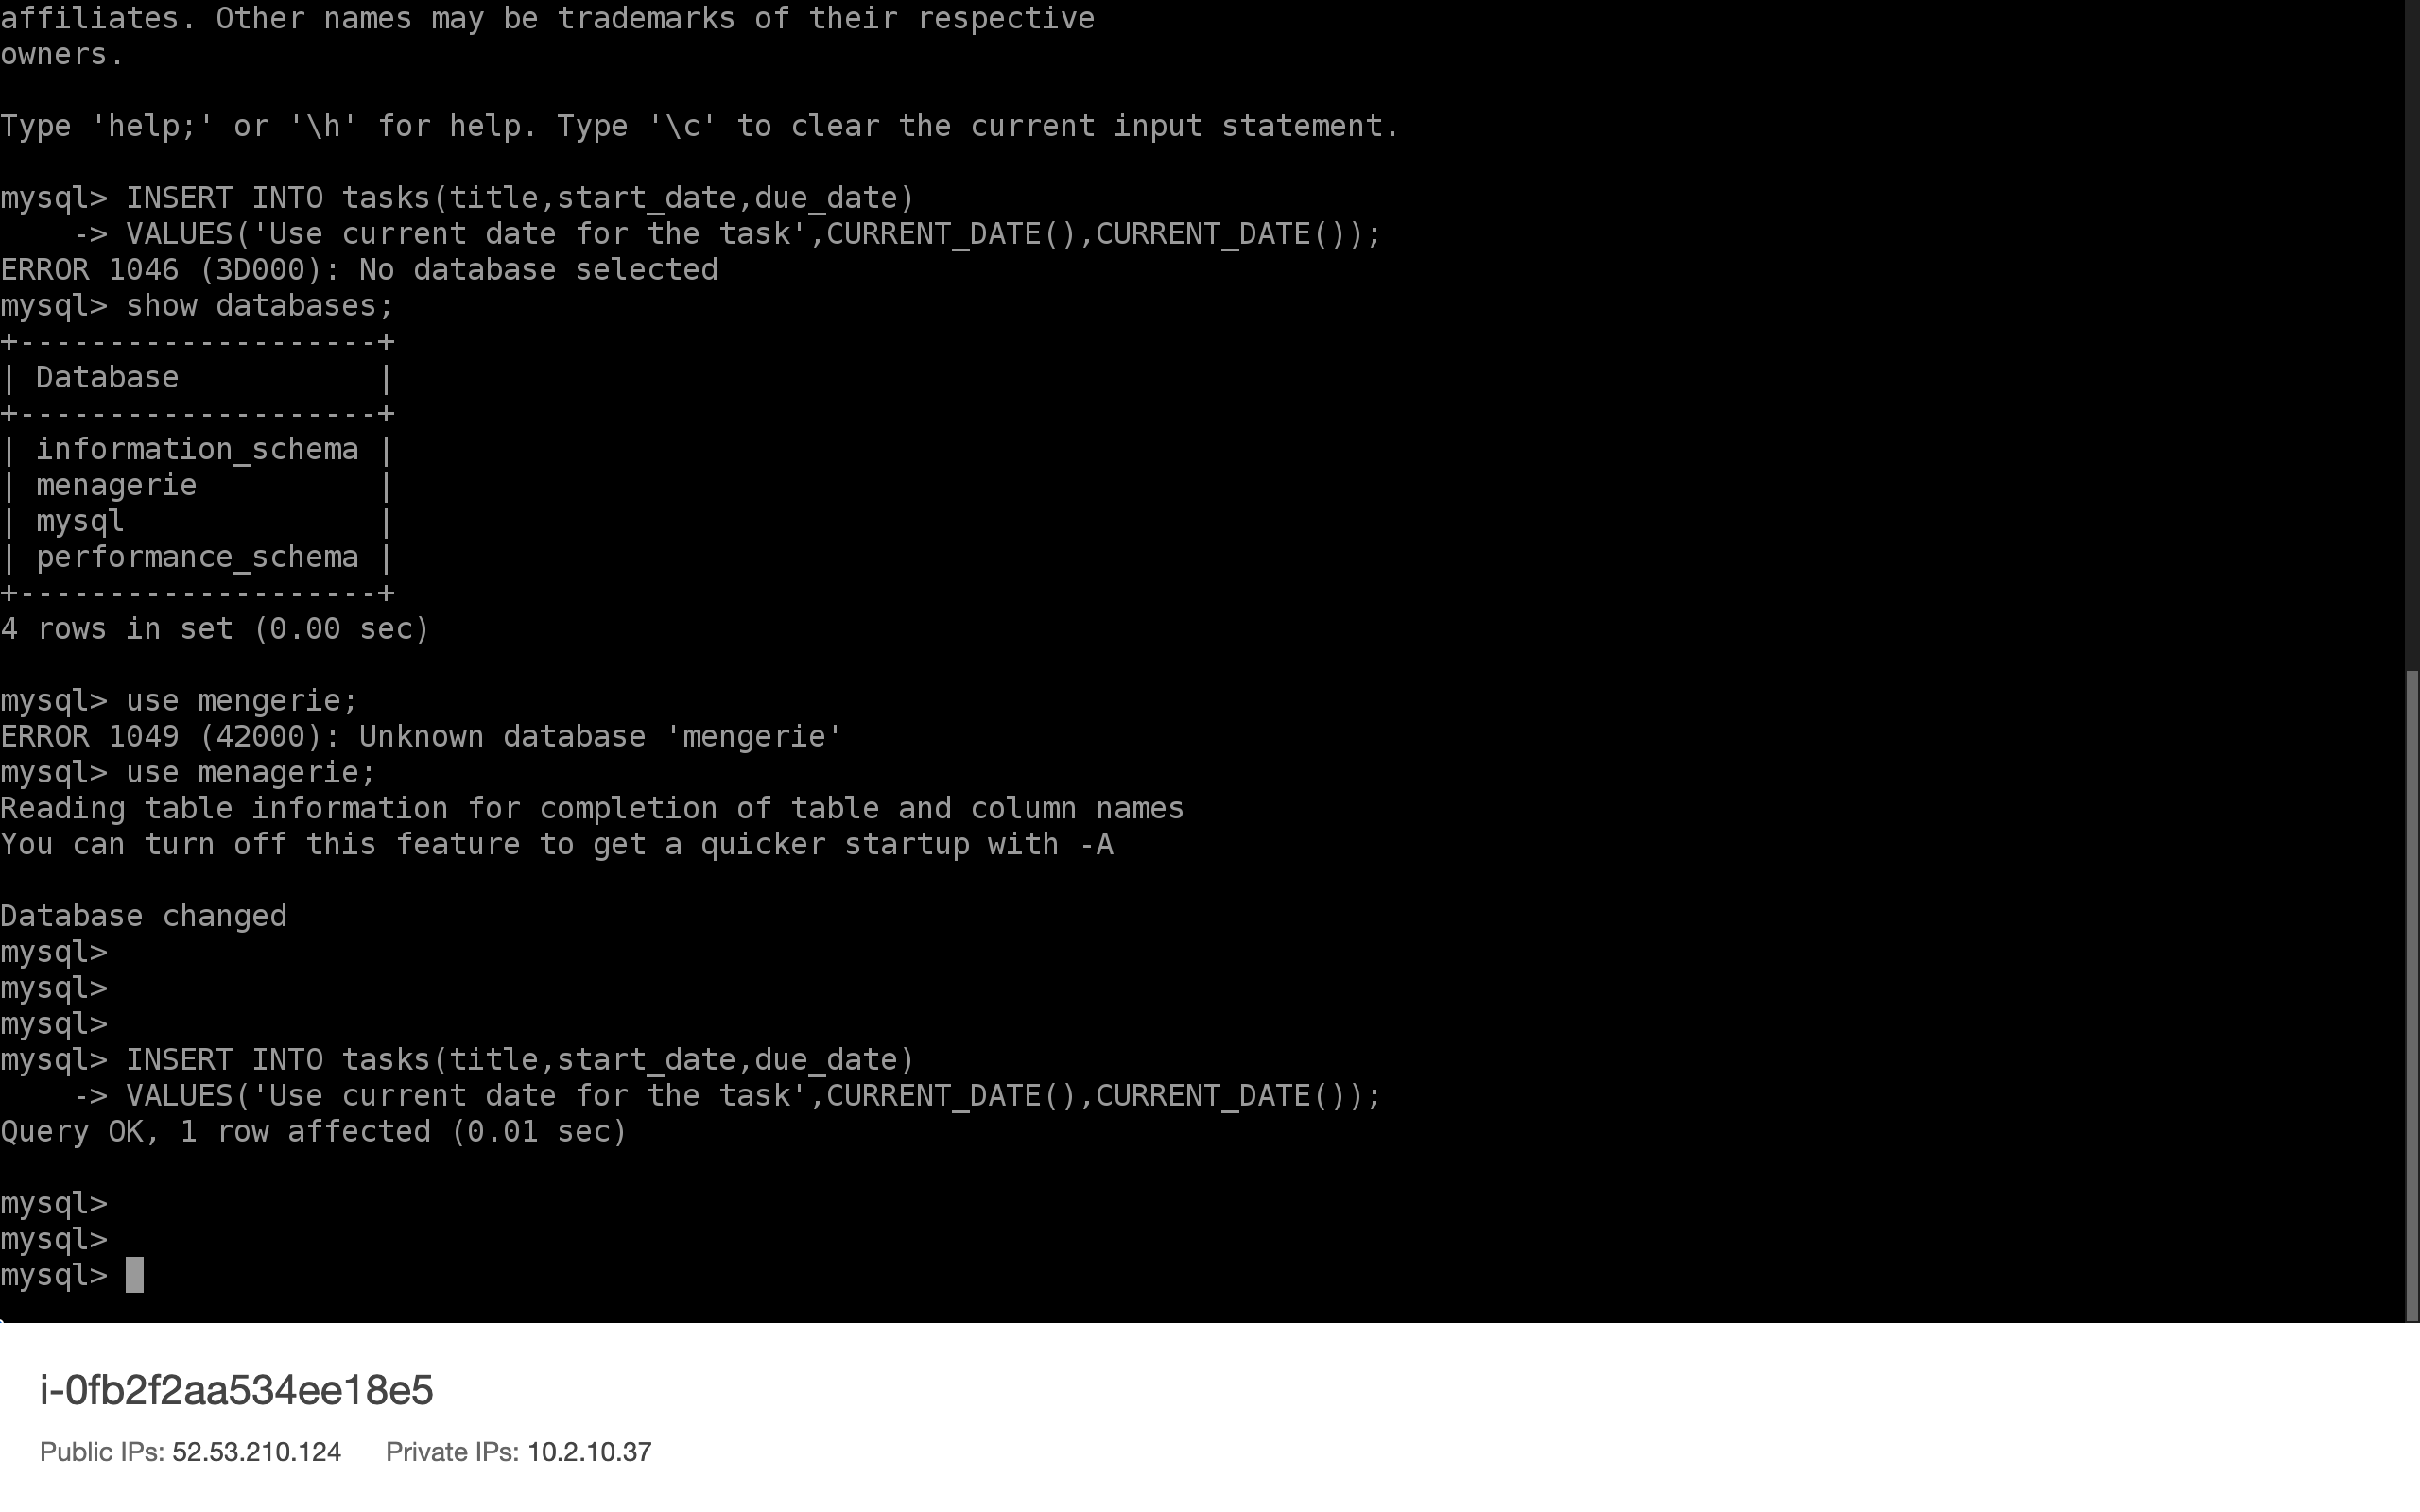 affiliates. Other names may be trademarks of their respective
owners.
Type 'help;' or '\h' for help. Type '\c' to clear the current input statement.
mysql> INSERT INTO tasks(title,start_date,due_date)
    -> VALUES('Use current date for the task',CURRENT_DATE(),CURRENT_DATE());
ERROR 1046 (3D000): No database selected
mysql> show databases;
+--------------------+
| Database           |
+--------------------+
| information_schema |
| menagerie          |
| mysql              |
| performance_schema |
+--------------------+
4 rows in set (0.00 sec)
mysql> use mengerie;
ERROR 1049 (42000): Unknown database 'mengerie'
mysql> use menagerie;
Reading table information for completion of table and column names
You can turn off this feature to get a quicker startup with -A
Database changed
mysql>
mysql>
mysql>
mysql> INSERT INTO tasks(title,start_date,due_date)
    -> VALUES('Use current date for the task',CURRENT_DATE(),CURRENT_DATE());
Query OK, 1 row affected (0.01 sec)
mysql>
mysql>
mysql>
i-0fb2f2aa534ee18e5
Public IPs: 52.53.210.124 Private IPs: 10.2.10.37